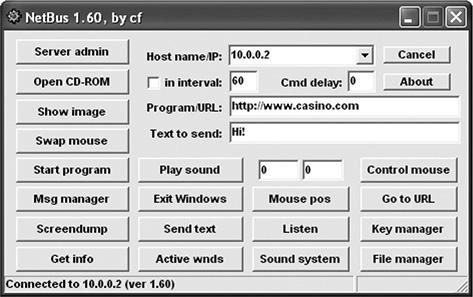 NetBus 1.60, by cf
Server admin
Host name/IP: 10.0.0.2
Cancel
Open CD-ROM
in interval: 60 Cmd delay: 0
About
Show image
Program/URL: http://www.casino.com
Swap mouse
Text to send: Hi!
Start program
Play sound
0 0
Control mouse
Msg manager
Exit Windows
Mouse pos
Go to URL
Screendump
Send text
Listen
Key manager
Get info
Active wnds
Sound system
File manager
Connected to 10.0.0.2 (ver 1.60)